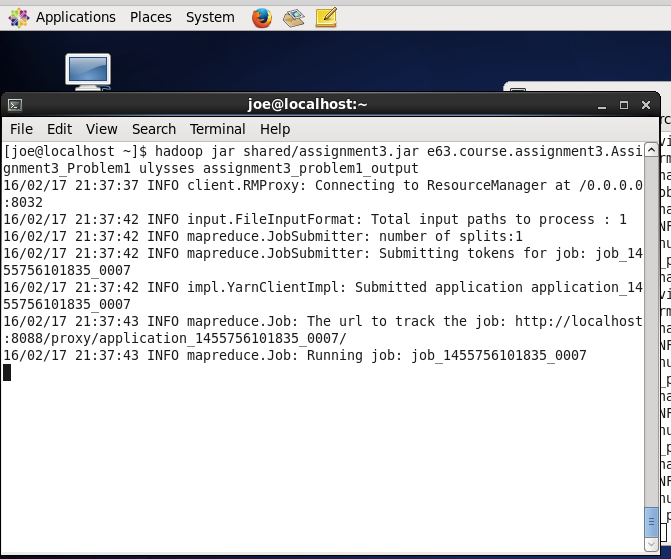 Applications Places System
joe@localhost:~
File Edit View Search Terminal Help
[joe@localhost ~]$ hadoop jar shared/assignment3.jar e63.course.assignment3.Assi
gnment3_Problem1 ulysses assignment3_problem1_output
16/02/17 21:37:37 INFO client.RMProxy: Connecting to ResourceManager at /0.0.0.0
:8032
16/02/17 21:37:42 INFO input.FileInputFormat: Total input paths to process : 1
16/02/17 21:37:42 INFO mapreduce.JobSubmitter: number of splits:1
16/02/17 21:37:42 INFO mapreduce.JobSubmitter: Submitting tokens for job: job_14
55756101835_0007
16/02/17 21:37:42 INFO impl.YarnClientImpl: Submitted application application_14
55756101835_0007
16/02/17 21:37:43 INFO mapreduce.Job: The url to track the job: http://localhost
:8088/proxy/application_1455756101835_0007/
16/02/17 21:37:43 INFO mapreduce.Job: Running job: job_1455756101835_0007